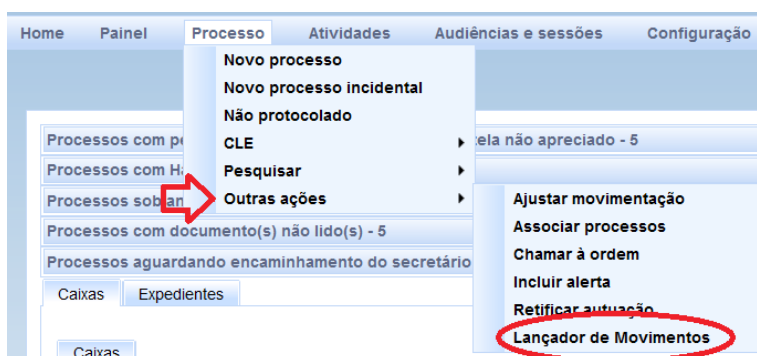 Home Painel Processo Atividades Audiências e sessões Configuração
Novo processo
Novo processo incidental
Não protocolado
Processos com tela não apreciado - 5
CLE
Processos com
Pesquisar
Processos sob
Outras ações
Ajustar movimentação
Processos com documento(s) não lido(s) - 5
Associar processos
Processos aguardando encaminhamento do secretário
Chamar à ordem
Incluir alerta
Caixas Expedientes
Retificar autuação
Lançador de Movimentos
Caixas